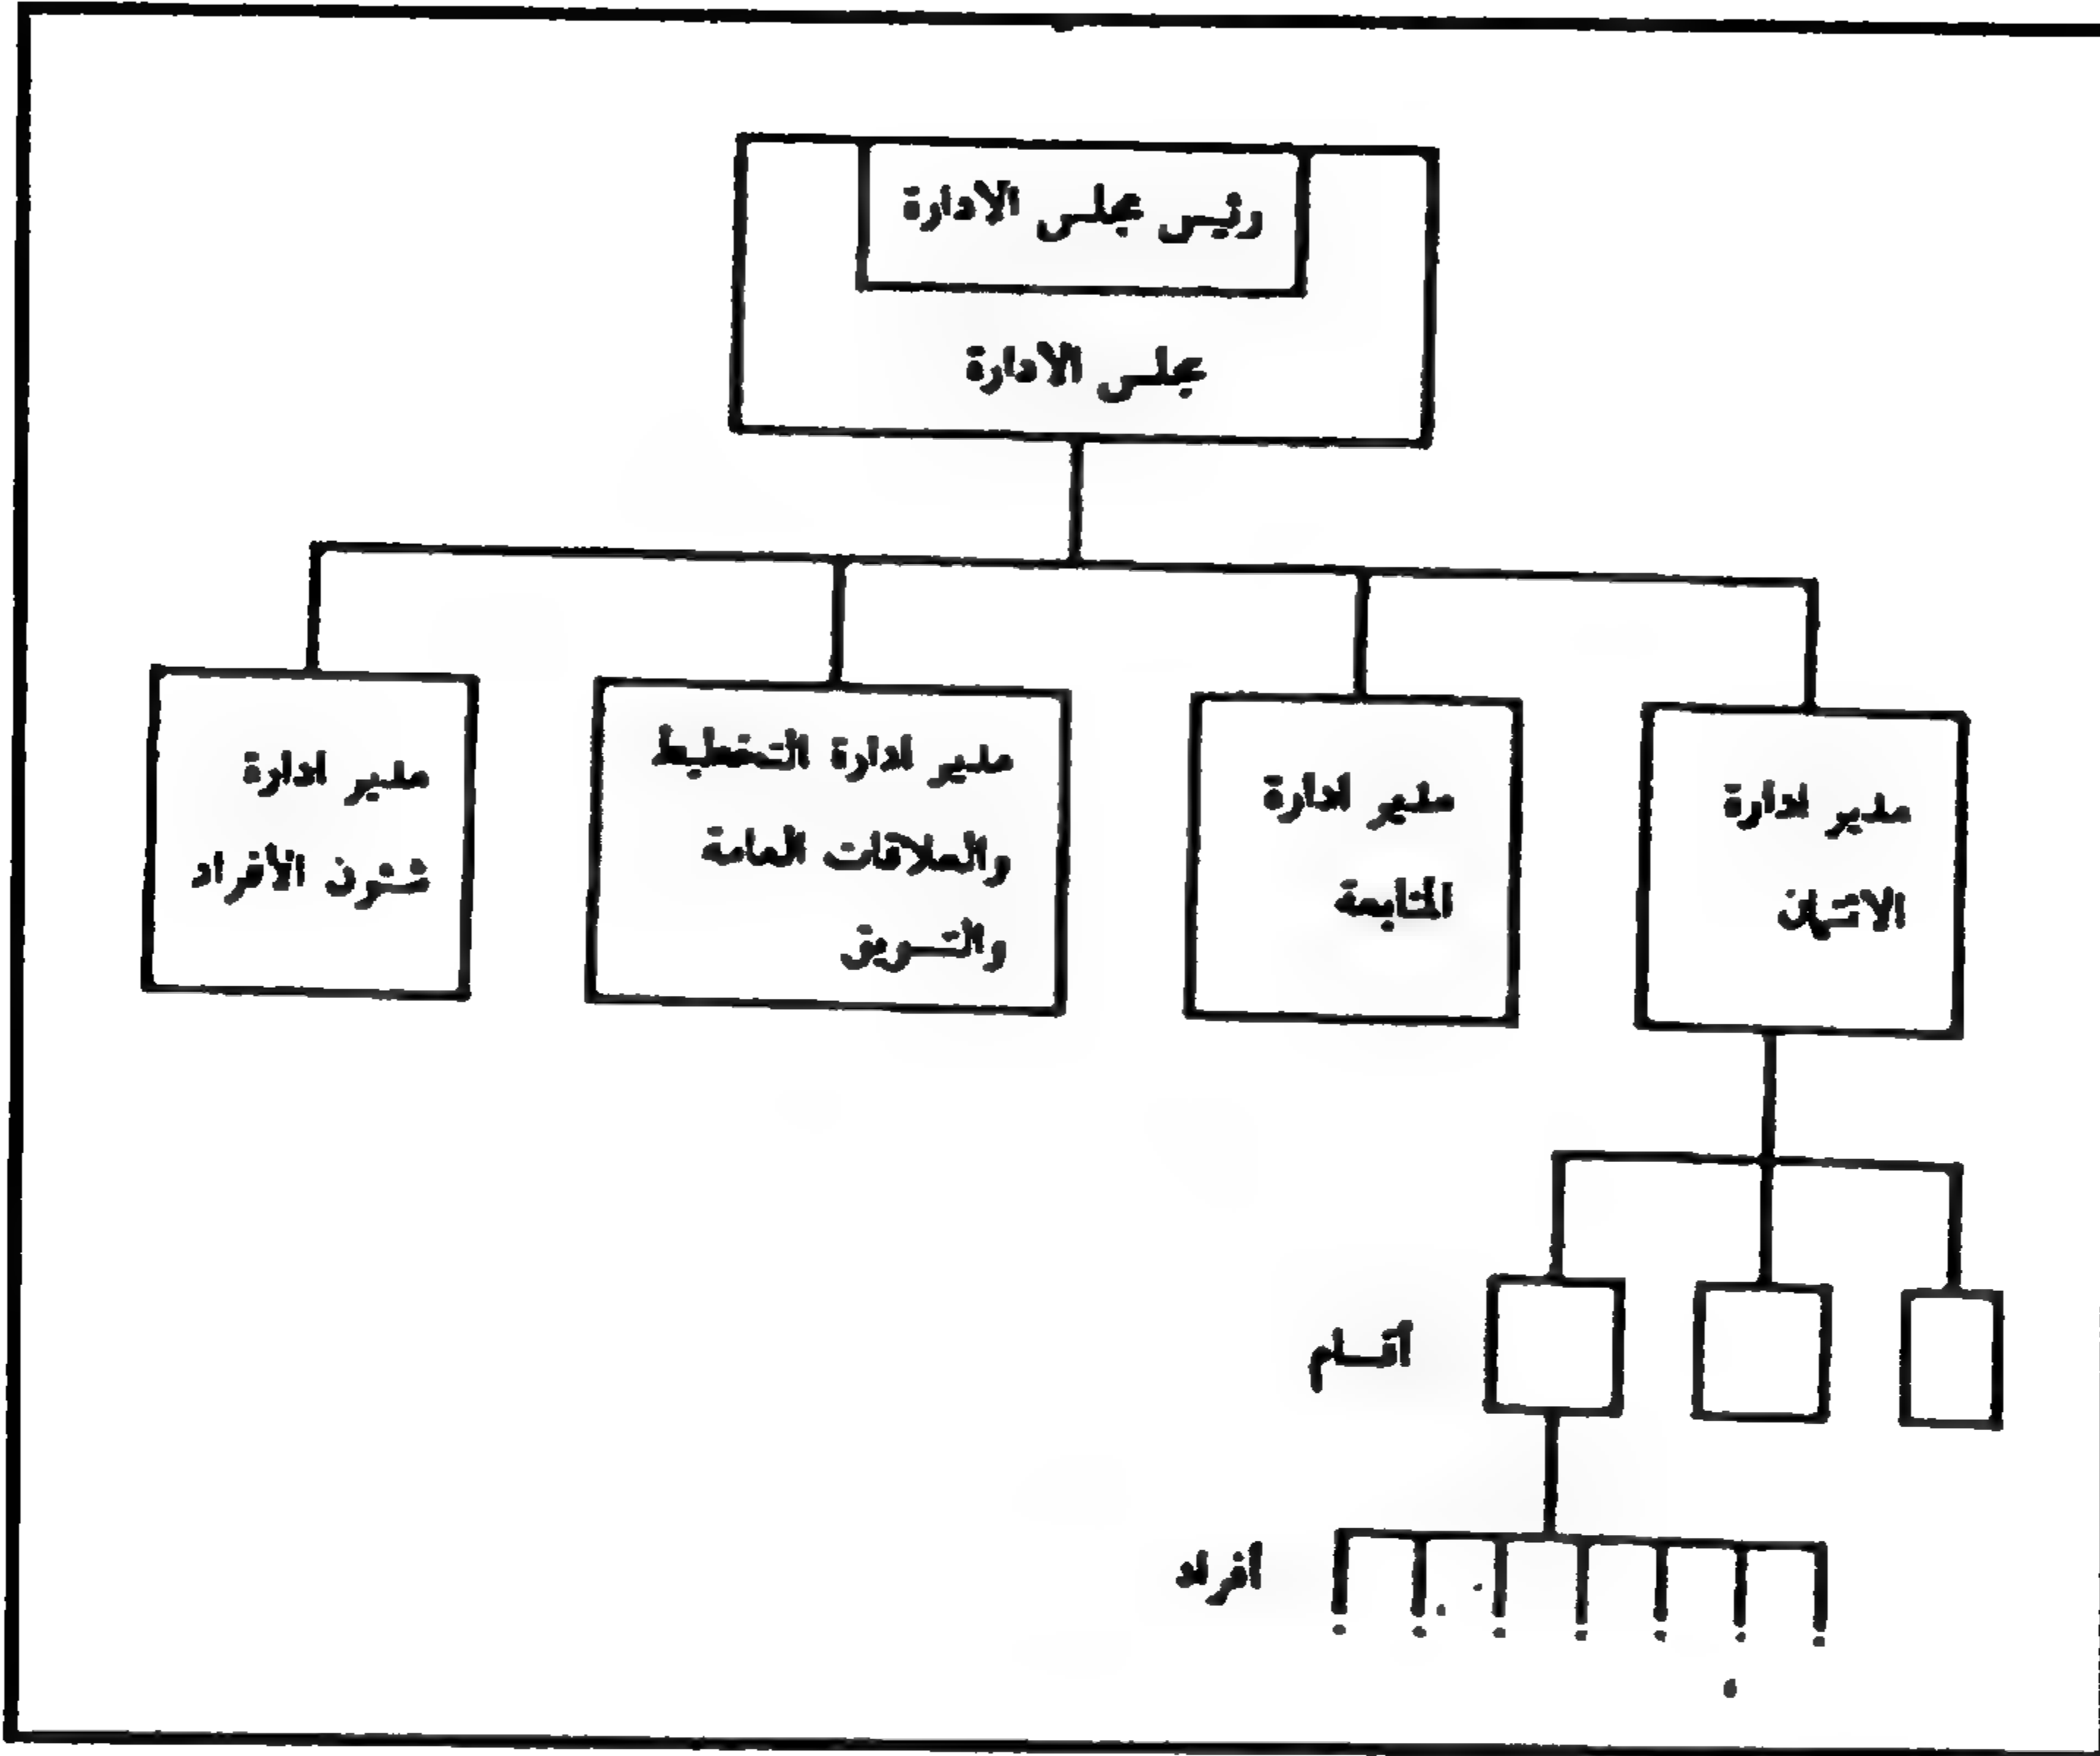 رئيس مجلس الادارة
مجلس الادارة
مدير ادارة
الائتمان
مدير ادارة
المتابعة
مدير ادارة التخطيط
والعلاقات العامة
والتسويق
مدير ادارة
شئون الأفراد
أقسام
أفراد